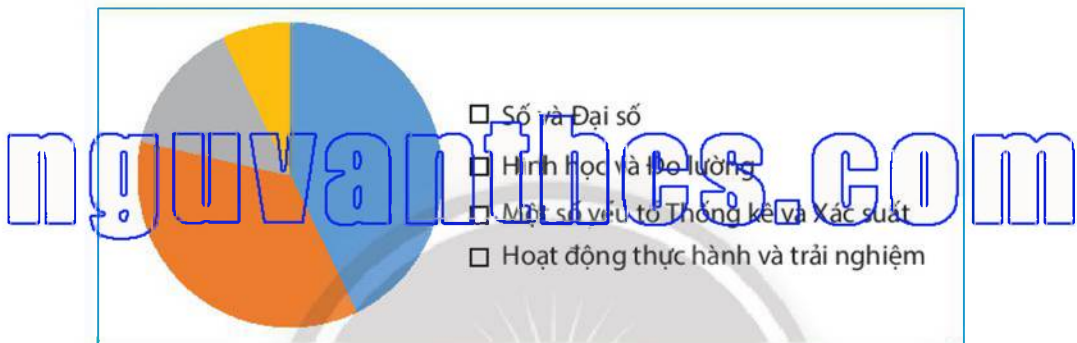 Số và Đại số
Hình học và Đo lường
Một số yếu tố Thống kê và Xác suất
Hoạt động thực hành và trải nghiệm
nguvanthcs.com